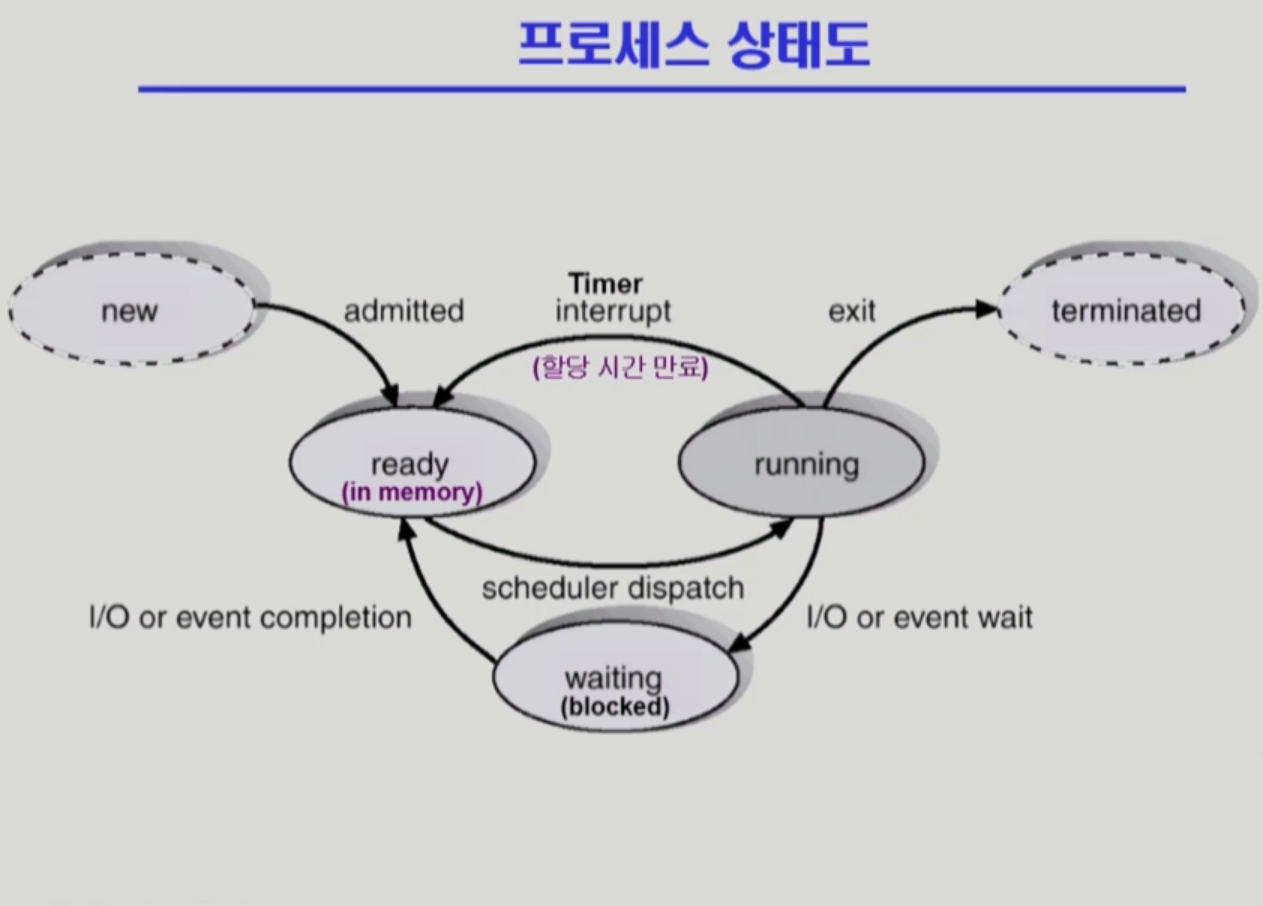 프로세스 상태도
new
admitted
Timer
interrupt
(할당 시간 만료)
exit
terminated
ready
(in memory)
running
scheduler dispatch
I/O or event completion
I/O or event wait
waiting
(blocked)